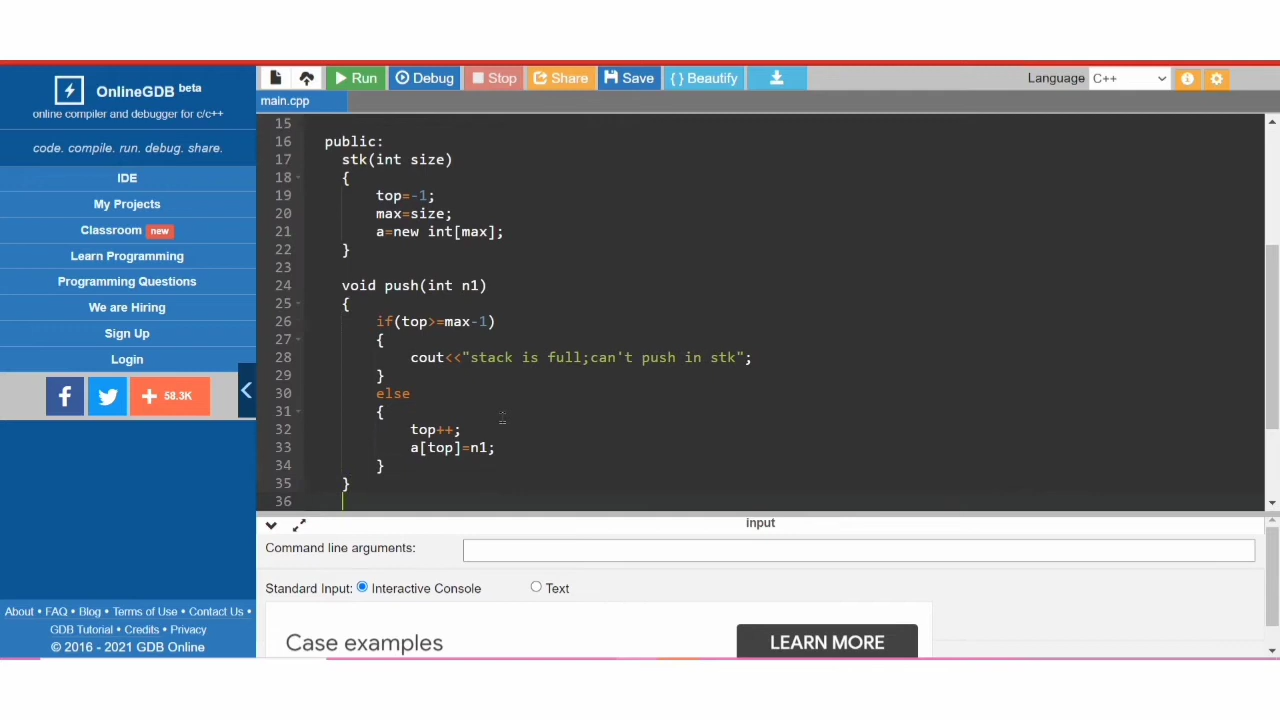 OnlineGDB beta
online compiler and debugger for c/c++
code. compile. run. debug. share.
IDE
My Projects
Classroom new
Learn Programming
Programming Questions
We are Hiring
Sign Up
Login
+ 58.3K
About • FAQ • Blog • Terms of Use • Contact Us •
GDB Tutorial • Credits • Privacy
© 2016 - 2021 GDB Online
Run Debug Stop Share Save { } Beautify Language C++
main.cpp
15
16 public:
17 stk(int size)
18 {
19 top=-1;
20 max=size;
21 a=new int[max];
22 }
23
24 void push(int n1)
25 {
26 if(top>=max-1)
27 {
28 cout<<"stack is full;can't push in stk";
29 }
30 else
31 {
32 top++;
33 a[top]=n1;
34 }
35 }
36
input
Command line arguments:
Standard Input: Interactive Console Text
Case examples LEARN MORE